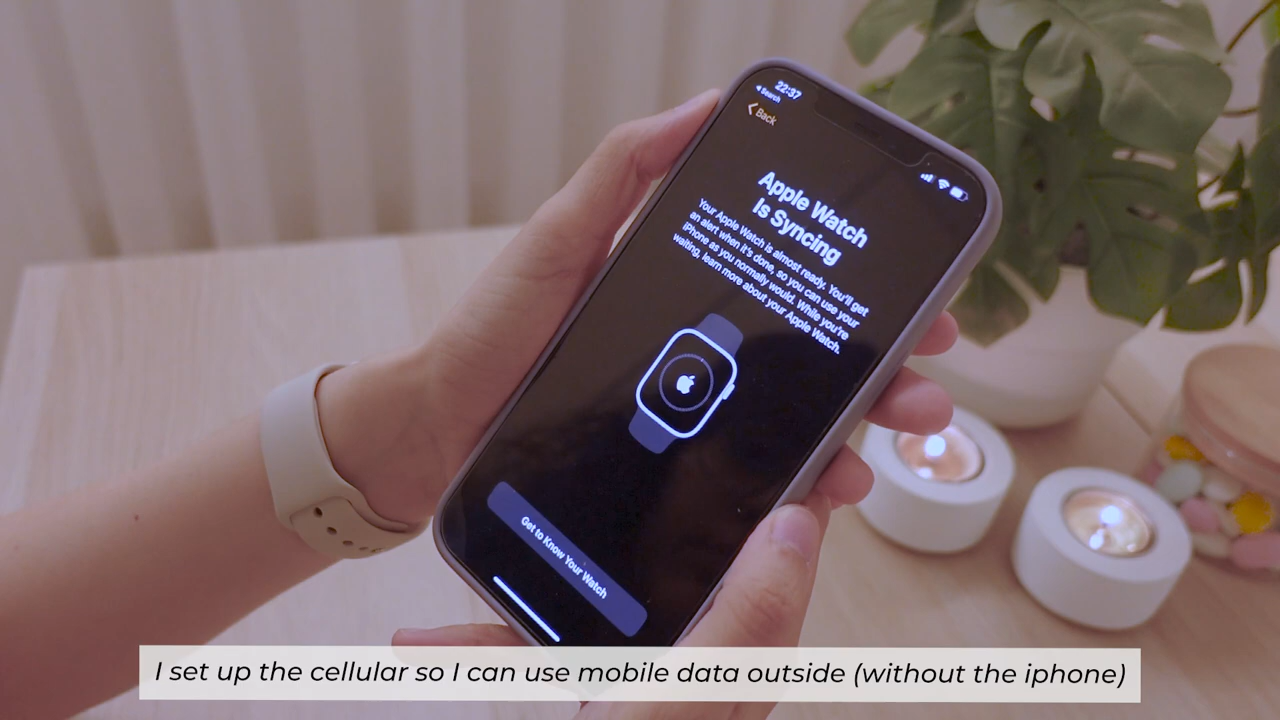 22:37
Search
Back
Apple Watch
Is Syncing
Your Apple Watch is almost ready. You'll get
an alert when it's done, so you can use your
iPhone as you normally would. While you're
waiting, learn more about your Apple Watch.
Get to Know Your Watch
I set up the cellular so I can use mobile data outside (without the iphone)